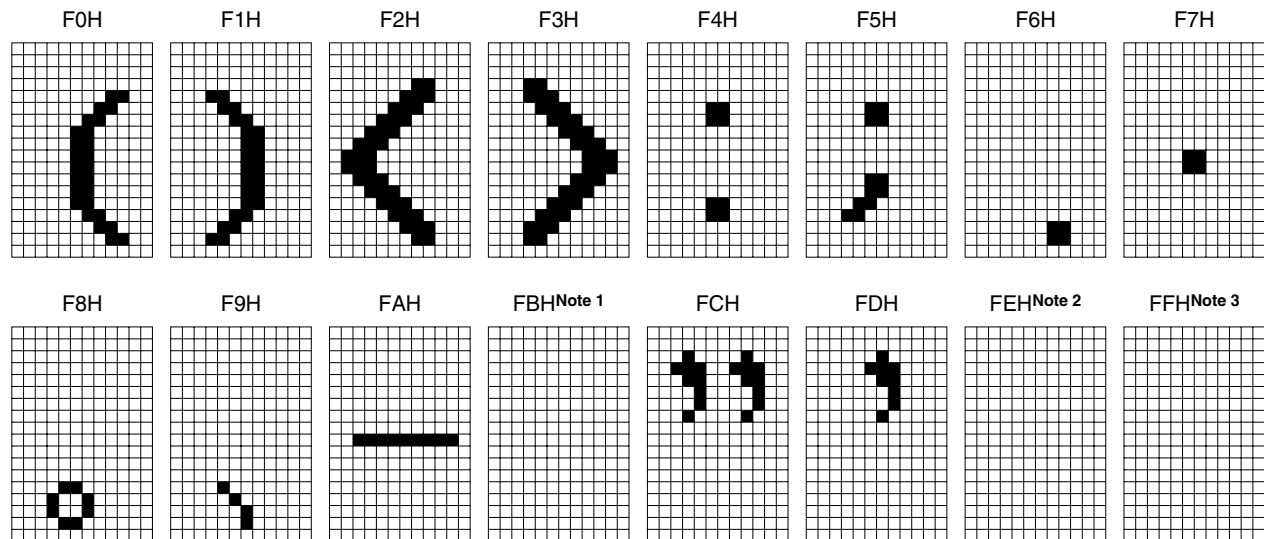 F0H F1H F2H F3H F4H F5H F6H F7H
( ) < > : ; . ·
F8H F9H FAH FBHNote 1 FCH FDH FEHNote 2 FFHNote 3
。 、 — ” ’